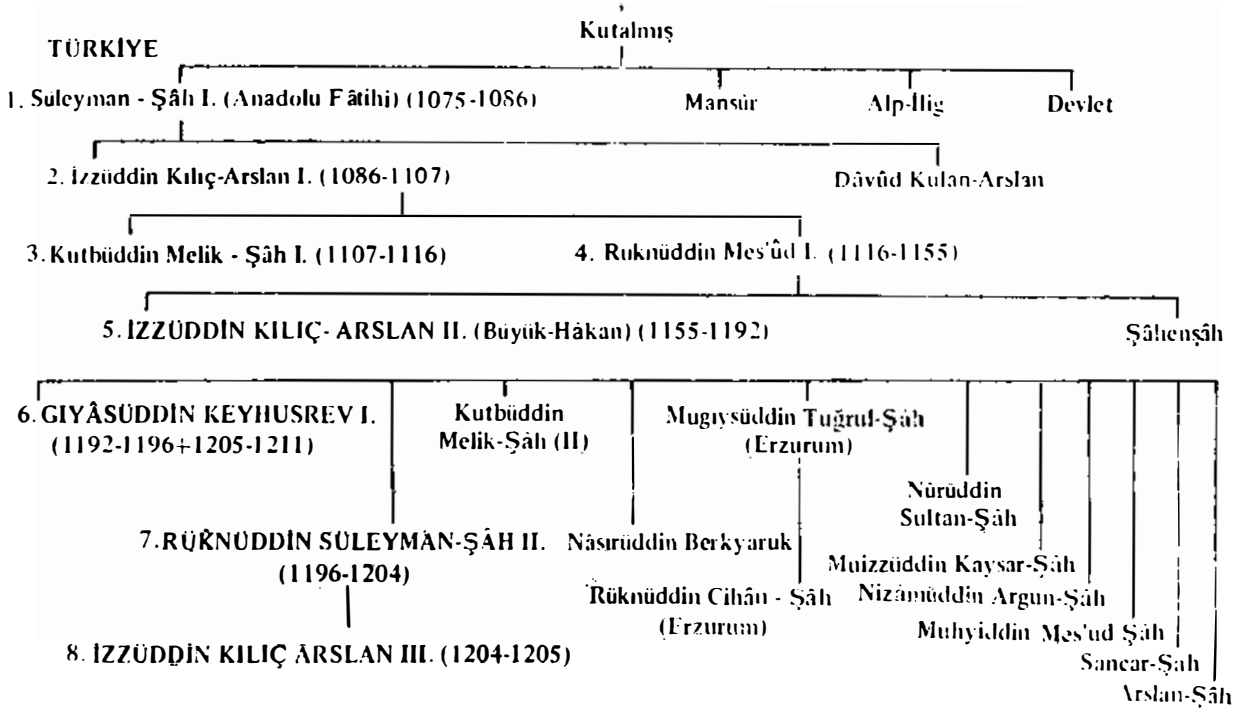 Kutalmış
TÜRKİYE
1. Süleyman - Şâh I. (Anadolu Fâtihi) (1075-1086)
Mansûr
Alp-İlig
Devlet
2. İzzüddin Kılıç-Arslan I. (1086-1107)
Dâvûd Kulan-Arslan
3. Kutbüddin Melik - Şâh I. (1107-1116)
4. Ruknüddin Mes'ûd I. (1116-1155)
5. İZZÜDDİN KILIÇ- ARSLAN II. (Büyük-Hâkan) (1155-1192)
Şâhenşâh
6. GIYÂSÜDDİN KEYHUSREV I.
(1192-1196+1205-1211)
Kutbüddin
Melik-Şâh (II)
Mugıysüddin Tuğrul-Şâh
(Erzurum)
Nûrüddin
Sultan-Şâh
7. RÜKNÜDDİN SÜLEYMAN-ŞÂH II.
(1196-1204)
Nâsırüddin Berkyaruk
Muizzüddin Kaysar-Şâh
Rüknüddin Cihân - Şâh
(Erzurum)
Nizâmüddin Argun-Şâh
Muhyiddin Mes'ud Şâh
8. İZZÜDDİN KILIÇ ARSLAN III. (1204-1205)
Sancar-Şah
Arslan-Şâh